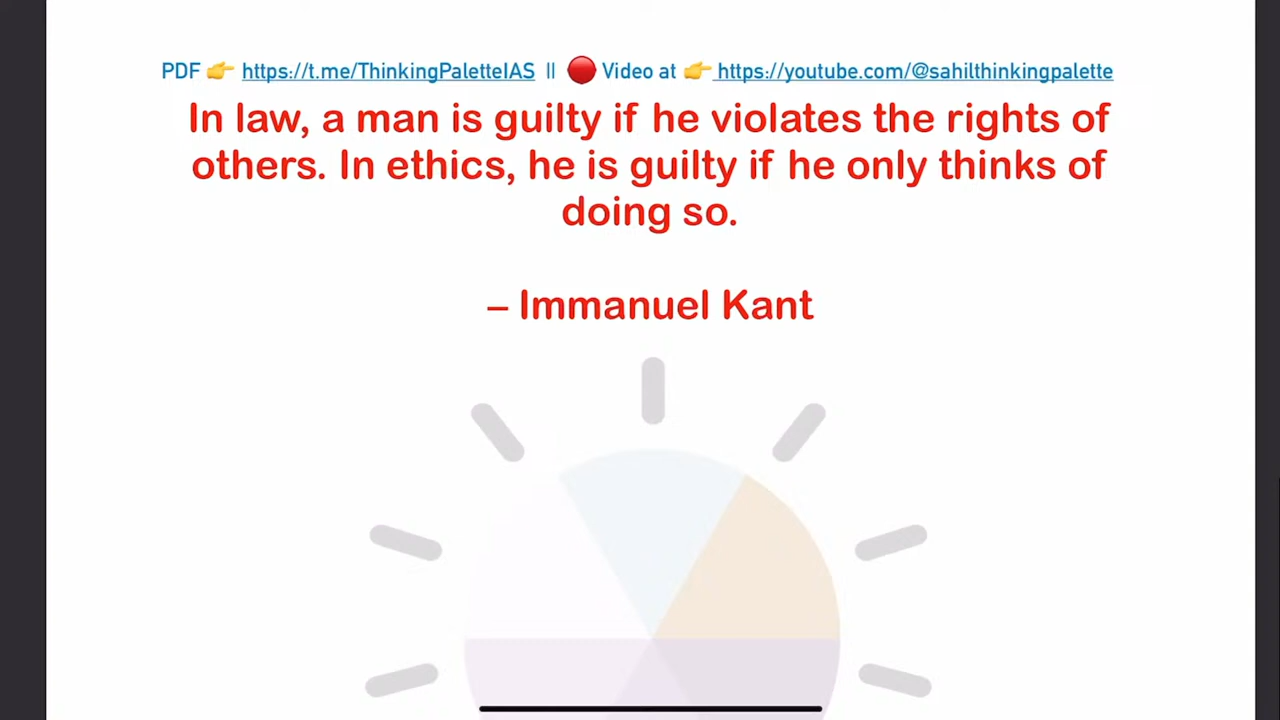 PDF 👉 https://t.me/ThinkingPaletteIAS || 🔴 Video at 👉 https://youtube.com/@sahilthinkingpalette
In law, a man is guilty if he violates the rights of
others. In ethics, he is guilty if he only thinks of
doing so.
– Immanuel Kant